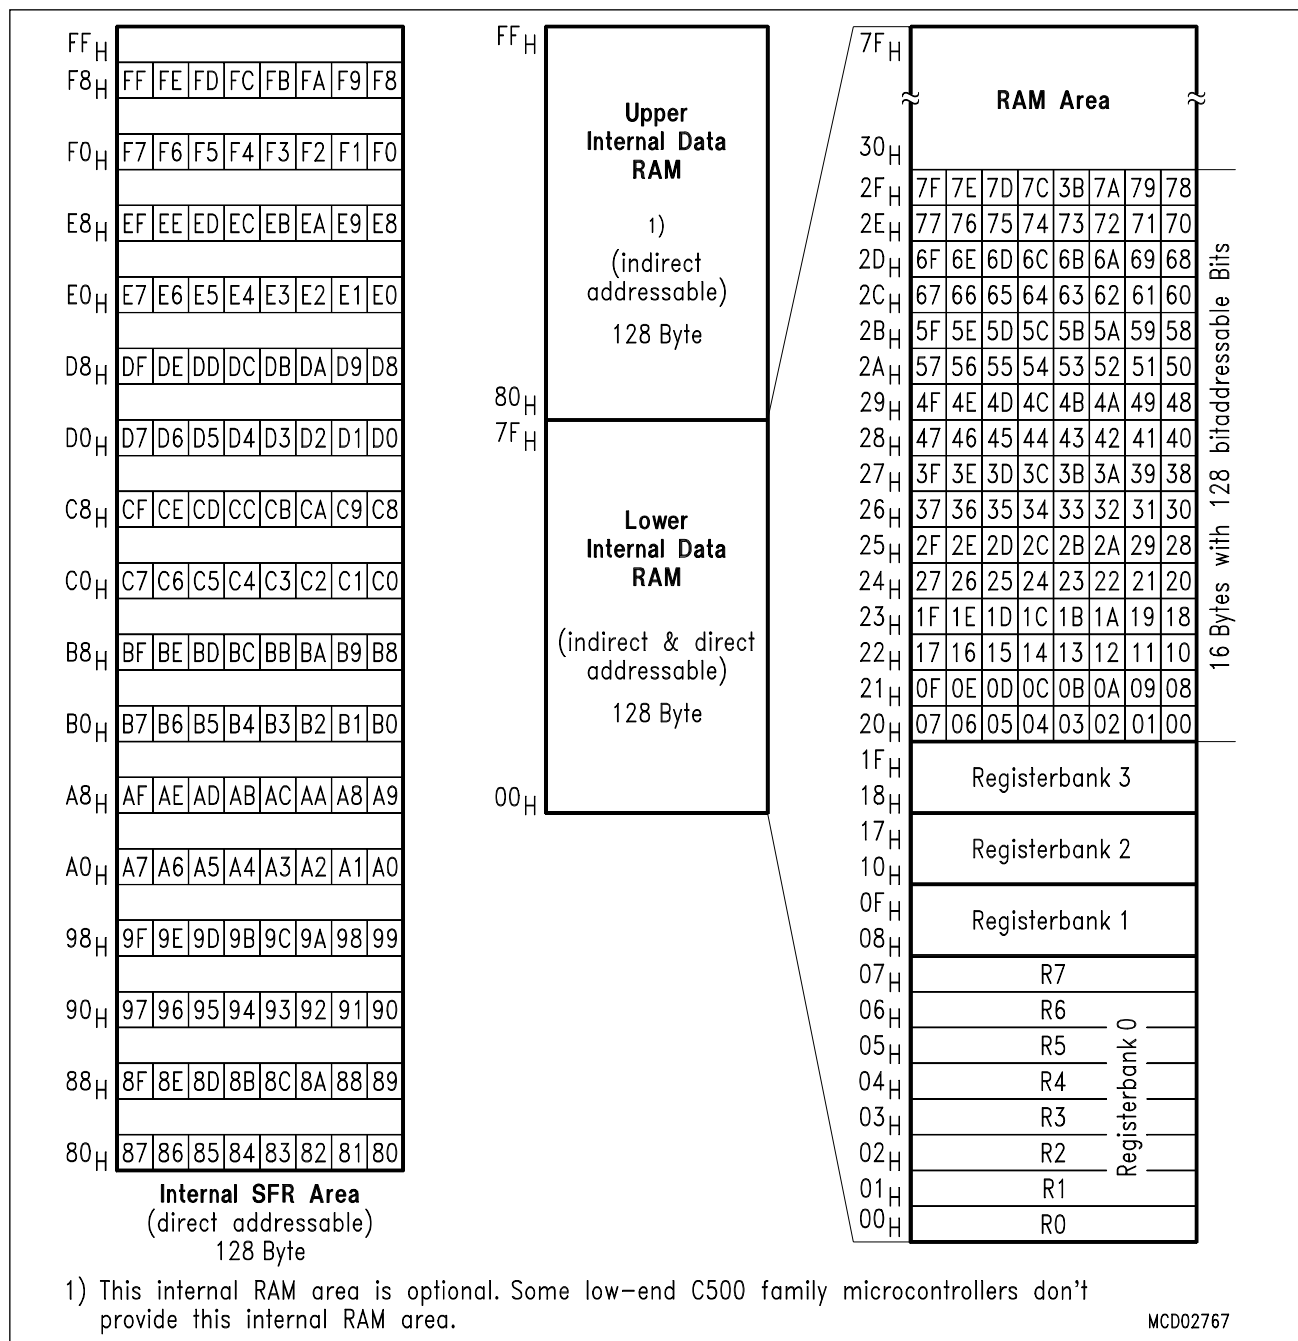 FFH
F8H FF FE FD FC FB FA F9 F8
F0H F7 F6 F5 F4 F3 F2 F1 F0
E8H EF EE ED EC EB EA E9 E8
E0H E7 E6 E5 E4 E3 E2 E1 E0
D8H DF DE DD DC DB DA D9 D8
D0H D7 D6 D5 D4 D3 D2 D1 D0
C8H CF CE CD CC CB CA C9 C8
C0H C7 C6 C5 C4 C3 C2 C1 C0
B8H BF BE BD BC BB BA B9 B8
B0H B7 B6 B5 B4 B3 B2 B1 B0
A8H AF AE AD AB AC AA A8 A9
A0H A7 A6 A5 A4 A3 A2 A1 A0
98H 9F 9E 9D 9B 9C 9A 98 99
90H 97 96 95 94 93 92 91 90
88H 8F 8E 8D 8B 8C 8A 88 89
80H 87 86 85 84 83 82 81 80
Internal SFR Area
(direct addressable)
128 Byte
FFH
Upper
Internal Data
RAM
1)
(indirect
addressable)
128 Byte
80H
7FH
Lower
Internal Data
RAM
(indirect & direct
addressable)
128 Byte
00H
7FH
RAM Area
30H
2FH 7F 7E 7D 7C 3B 7A 79 78
2EH 77 76 75 74 73 72 71 70
2DH 6F 6E 6D 6C 6B 6A 69 68
2CH 67 66 65 64 63 62 61 60
2BH 5F 5E 5D 5C 5B 5A 59 58
2AH 57 56 55 54 53 52 51 50
29H 4F 4E 4D 4C 4B 4A 49 48
28H 47 46 45 44 43 42 41 40
27H 3F 3E 3D 3C 3B 3A 39 38
26H 37 36 35 34 33 32 31 30
25H 2F 2E 2D 2C 2B 2A 29 28
24H 27 26 25 24 23 22 21 20
23H 1F 1E 1D 1C 1B 1A 19 18
22H 17 16 15 14 13 12 11 10
21H 0F 0E 0D 0C 0B 0A 09 08
20H 07 06 05 04 03 02 01 00
16 Bytes with 128 bitaddressable Bits
1FH
Registerbank 3
18H
17H
Registerbank 2
10H
0FH
Registerbank 1
08H
07H R7
06H R6
05H R5
04H R4
03H R3
02H R2
01H R1
00H R0
Registerbank 0
1) This internal RAM area is optional. Some low-end C500 family microcontrollers don't
provide this internal RAM area.
MCD02767